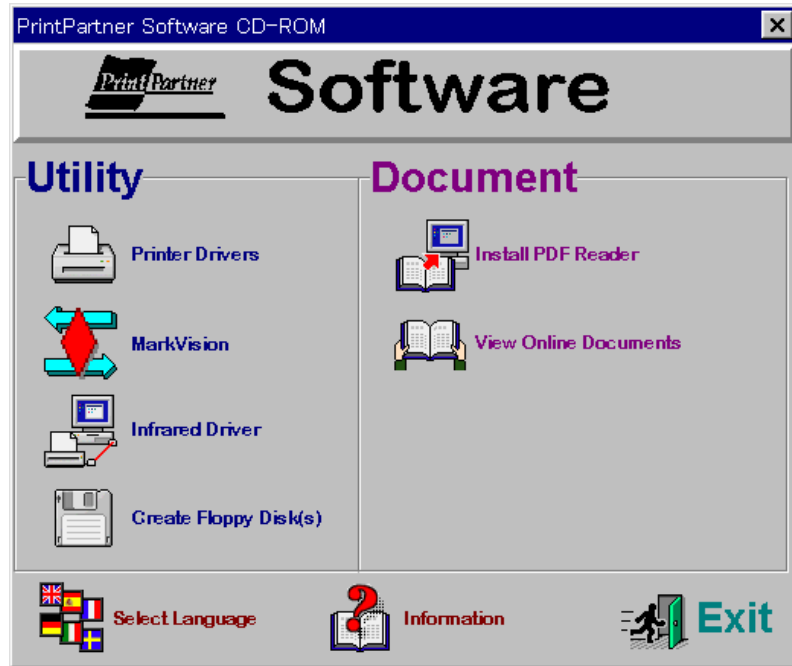 PrintPartner Software CD-ROM
PrintPartner Software
Utility
Printer Drivers
MarkVision
Infrared Driver
Create Floppy Disk(s)
Document
Install PDF Reader
View Online Documents
Select Language
Information
Exit